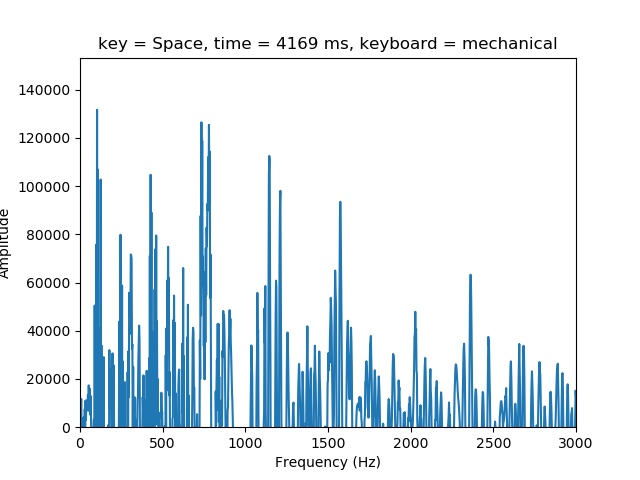 key = Space, time = 4169 ms, keyboard = mechanical
140000
120000
100000
80000
60000
40000
20000
0
Amplitude
0 500 1000 1500 2000 2500 3000
Frequency (Hz)